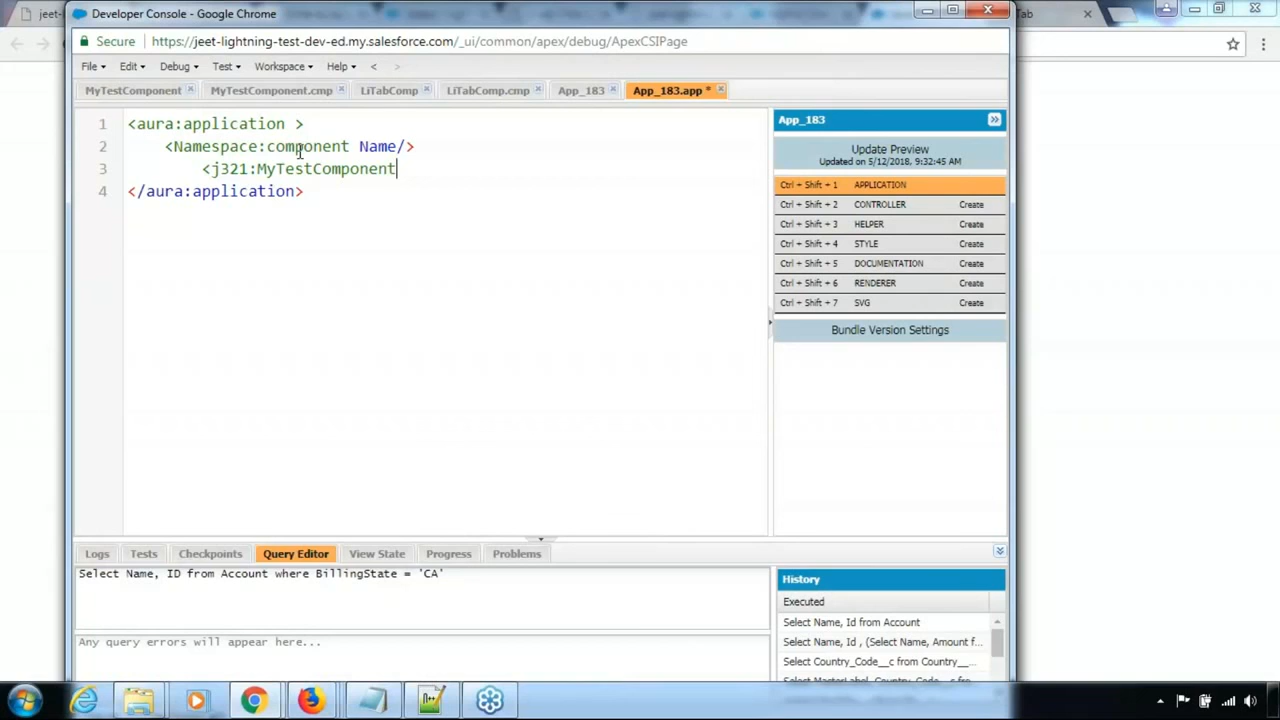 jeet-l
Developer Console - Google Chrome
Tab
Secure
https://jeet-lightning-test-dev-ed.my.salesforce.com/_ui/common/apex/debug/ApexCSIPage
File Edit Debug Test Workspace Help < >
MyTestComponent MyTestComponent.cmp LiTabComp LiTabComp.cmp App_183 App_183.app *
1 <aura:application >
2 <Namespace:component Name/>
3 <j321:MyTestComponent
4 </aura:application>
App_183
Update Preview
Updated on 5/12/2018, 9:32:45 AM
Ctrl + Shift + 1 APPLICATION
Ctrl + Shift + 2 CONTROLLER Create
Ctrl + Shift + 3 HELPER Create
Ctrl + Shift + 4 STYLE Create
Ctrl + Shift + 5 DOCUMENTATION Create
Ctrl + Shift + 6 RENDERER Create
Ctrl + Shift + 7 SVG Create
Bundle Version Settings
Logs Tests Checkpoints Query Editor View State Progress Problems
Select Name, ID from Account where BillingState = 'CA'
Any query errors will appear here...
History
Executed
Select Name, Id from Account
Select Name, Id , (Select Name, Amount f...
Select Country_Code__c from Country__...
Select MasterLabel, Country_Code__c fro...